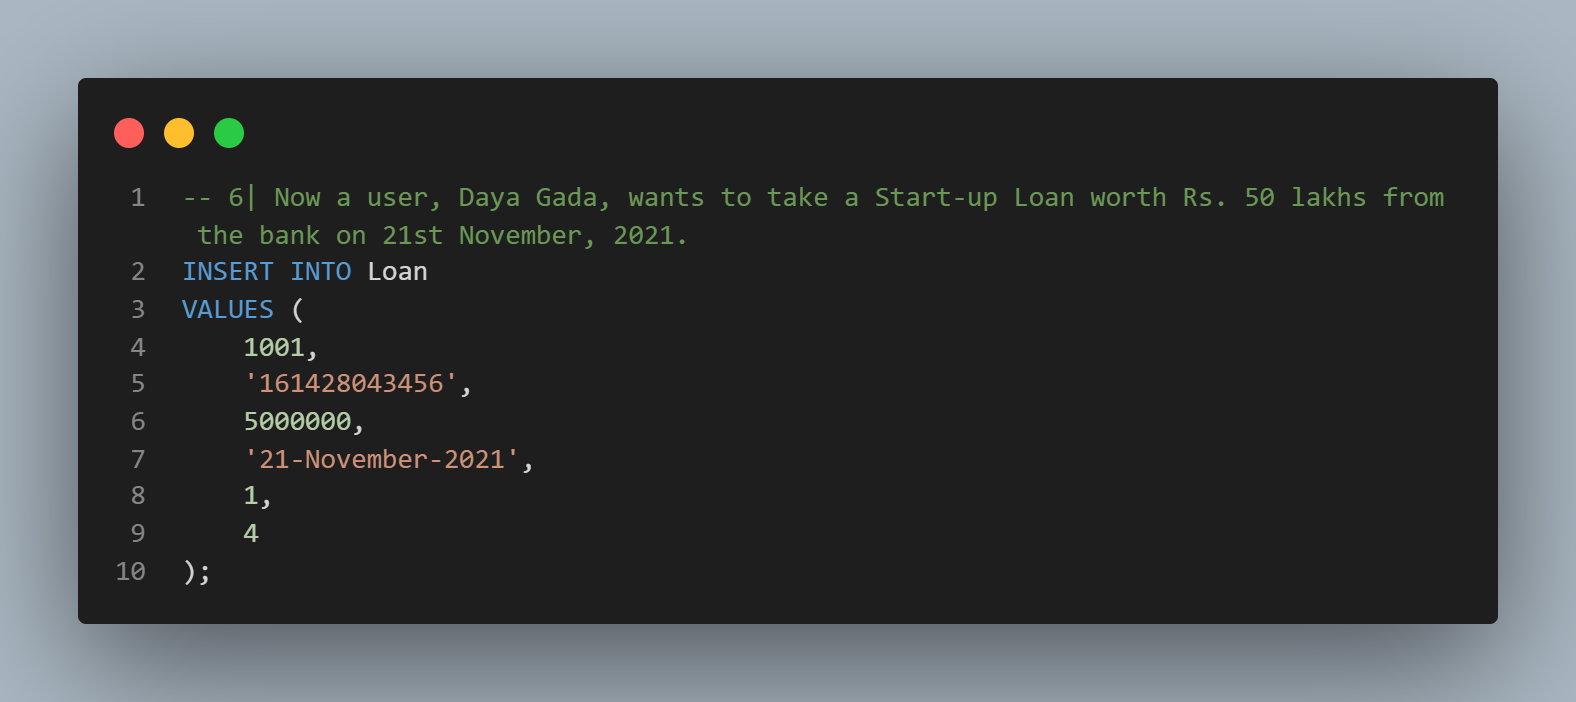 1 -- 6| Now a user, Daya Gada, wants to take a Start-up Loan worth Rs. 50 lakhs from
the bank on 21st November, 2021.
2 INSERT INTO Loan
3 VALUES (
4 1001,
5 '161428043456',
6 5000000,
7 '21-November-2021',
8 1,
9 4
10 );